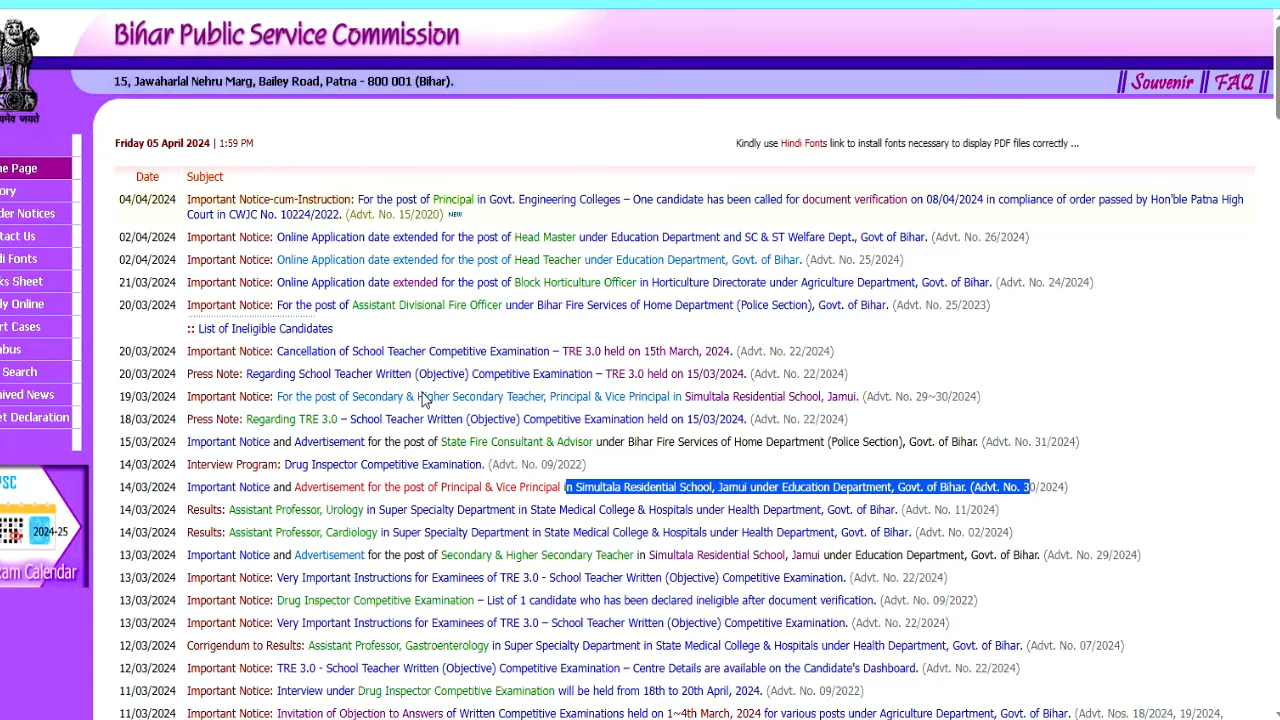 Bihar Public Service Commission
15, Jawaharlal Nehru Marg, Bailey Road, Patna - 800 001 (Bihar).
|| Souvenir || FAQ ||
सत्यमेव जयते
Friday 05 April 2024 | 1:59 PM
Kindly use Hindi Fonts link to install fonts necessary to display PDF files correctly ...
me Page
ory
der Notices
tact Us
di Fonts
ks Sheet
ly Online
rt Cases
abus
Search
ived News
et Declaration
PSC
2024-25
am Calendar
Date Subject
04/04/2024 Important Notice-cum-Instruction: For the post of Principal in Govt. Engineering Colleges – One candidate has been called for document verification on 08/04/2024 in compliance of order passed by Hon'ble Patna High
Court in CWJC No. 10224/2022. (Advt. No. 15/2020) NEW
02/04/2024 Important Notice: Online Application date extended for the post of Head Master under Education Department and SC & ST Welfare Dept., Govt of Bihar. (Advt. No. 26/2024)
02/04/2024 Important Notice: Online Application date extended for the post of Head Teacher under Education Department, Govt. of Bihar. (Advt. No. 25/2024)
21/03/2024 Important Notice: Online Application date extended for the post of Block Horticulture Officer in Horticulture Directorate under Agriculture Department, Govt. of Bihar. (Advt. No. 24/2024)
20/03/2024 Important Notice: For the post of Assistant Divisional Fire Officer under Bihar Fire Services of Home Department (Police Section), Govt. of Bihar. (Advt. No. 25/2023)
:: List of Ineligible Candidates
20/03/2024 Important Notice: Cancellation of School Teacher Competitive Examination – TRE 3.0 held on 15th March, 2024. (Advt. No. 22/2024)
20/03/2024 Press Note: Regarding School Teacher Written (Objective) Competitive Examination – TRE 3.0 held on 15/03/2024. (Advt. No. 22/2024)
19/03/2024 Important Notice: For the post of Secondary & Higher Secondary Teacher, Principal & Vice Principal in Simultala Residential School, Jamui. (Advt. No. 29~30/2024)
18/03/2024 Press Note: Regarding TRE 3.0 – School Teacher Written (Objective) Competitive Examination held on 15/03/2024. (Advt. No. 22/2024)
15/03/2024 Important Notice and Advertisement for the post of State Fire Consultant & Advisor under Bihar Fire Services of Home Department (Police Section), Govt. of Bihar. (Advt. No. 31/2024)
14/03/2024 Interview Program: Drug Inspector Competitive Examination. (Advt. No. 09/2022)
14/03/2024 Important Notice and Advertisement for the post of Principal & Vice Principal in Simultala Residential School, Jamui under Education Department, Govt. of Bihar. (Advt. No. 30/2024)
14/03/2024 Results: Assistant Professor, Urology in Super Specialty Department in State Medical College & Hospitals under Health Department, Govt. of Bihar. (Advt. No. 11/2024)
14/03/2024 Results: Assistant Professor, Cardiology in Super Specialty Department in State Medical College & Hospitals under Health Department, Govt. of Bihar. (Advt. No. 02/2024)
13/03/2024 Important Notice and Advertisement for the post of Secondary & Higher Secondary Teacher in Simultala Residential School, Jamui under Education Department, Govt. of Bihar. (Advt. No. 29/2024)
13/03/2024 Important Notice: Very Important Instructions for Examinees of TRE 3.0 - School Teacher Written (Objective) Competitive Examination. (Advt. No. 22/2024)
13/03/2024 Important Notice: Drug Inspector Competitive Examination – List of 1 candidate who has been declared ineligible after document verification. (Advt. No. 09/2022)
13/03/2024 Important Notice: Very Important Instructions for Examinees of TRE 3.0 – School Teacher Written (Objective) Competitive Examination. (Advt. No. 22/2024)
12/03/2024 Corrigendum to Results: Assistant Professor, Gastroenterology in Super Specialty Department in State Medical College & Hospitals under Health Department, Govt. of Bihar. (Advt. No. 07/2024)
12/03/2024 Important Notice: TRE 3.0 - School Teacher Written (Objective) Competitive Examination – Centre Details are available on the Candidate's Dashboard. (Advt. No. 22/2024)
11/03/2024 Important Notice: Interview under Drug Inspector Competitive Examination will be held from 18th to 20th April, 2024. (Advt. No. 09/2022)
11/03/2024 Important Notice: Invitation of Objection to Answers of Written Competitive Examinations held on 1~4th March, 2024 for various posts under Agriculture Department, Govt. of Bihar. (Advt. Nos. 18/2024, 19/2024,